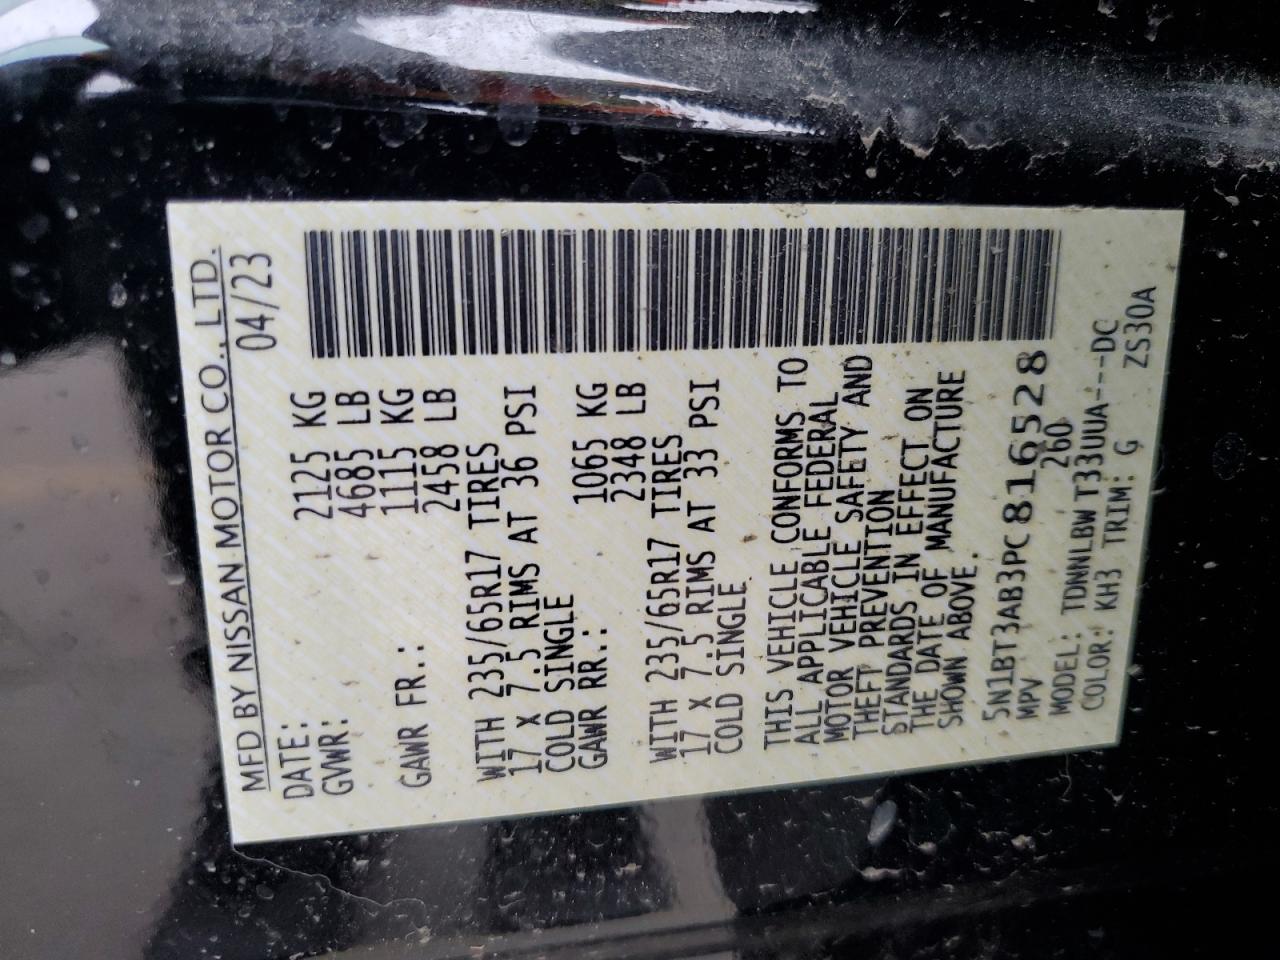 MFD BY NISSAN MOTOR CO., LTD.
DATE: 04/23
GVWR: 2125 KG
4685 LB
GAWR FR.: 1115 KG
2458 LB
WITH 235/65R17 TIRES
17 X 7.5 RIMS AT 36 PSI
COLD SINGLE
GAWR RR.: 1065 KG
2348 LB
WITH 235/65R17 TIRES
17 X 7.5 RIMS AT 33 PSI
COLD SINGLE
THIS VEHICLE CONFORMS TO
ALL APPLICABLE FEDERAL
MOTOR VEHICLE SAFETY AND
THEFT PREVENTION
STANDARDS IN EFFECT ON
THE DATE OF MANUFACTURE
SHOWN ABOVE.
5N1BT3AB3PC816528
MPV 260
MODEL: TDNNLBW T33UUA---DC
COLOR: KH3 TRIM: G ZS30A